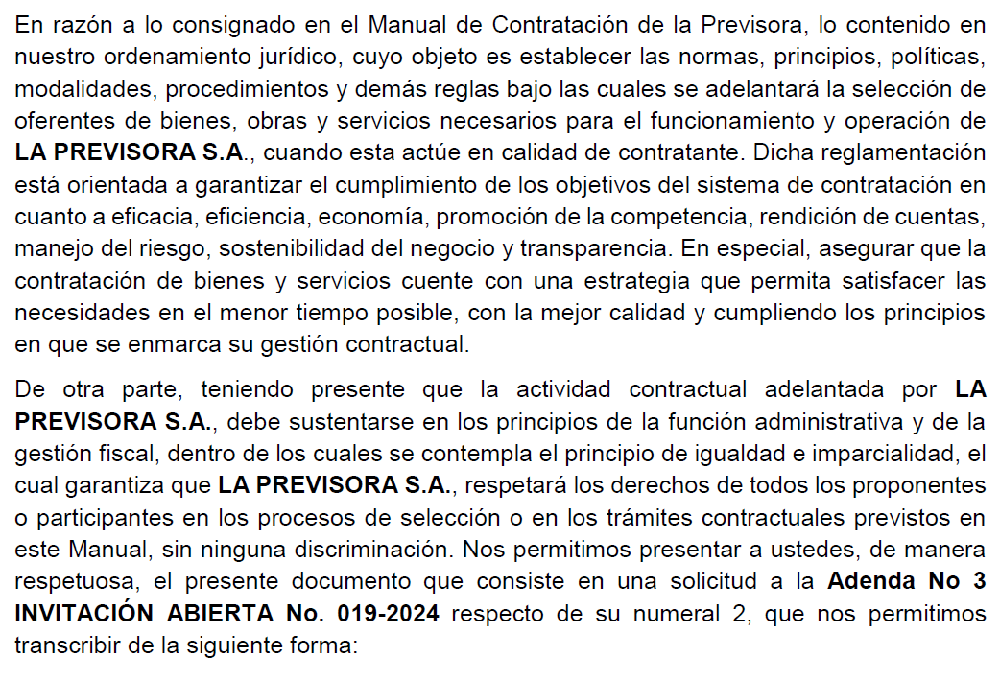 En razón a lo consignado en el Manual de Contratación de la Previsora, lo contenido en
nuestro ordenamiento jurídico, cuyo objeto es establecer las normas, principios, políticas,
modalidades, procedimientos y demás reglas bajo las cuales se adelantará la selección de
oferentes de bienes, obras y servicios necesarios para el funcionamiento y operación de
LA PREVISORA S.A., cuando esta actúe en calidad de contratante. Dicha reglamentación
está orientada a garantizar el cumplimiento de los objetivos del sistema de contratación en
cuanto a eficacia, eficiencia, economía, promoción de la competencia, rendición de cuentas,
manejo del riesgo, sostenibilidad del negocio y transparencia. En especial, asegurar que la
contratación de bienes y servicios cuente con una estrategia que permita satisfacer las
necesidades en el menor tiempo posible, con la mejor calidad y cumpliendo los principios
en que se enmarca su gestión contractual.
De otra parte, teniendo presente que la actividad contractual adelantada por LA
PREVISORA S.A., debe sustentarse en los principios de la función administrativa y de la
gestión fiscal, dentro de los cuales se contempla el principio de igualdad e imparcialidad, el
cual garantiza que LA PREVISORA S.A., respetará los derechos de todos los proponentes
o participantes en los procesos de selección o en los trámites contractuales previstos en
este Manual, sin ninguna discriminación. Nos permitimos presentar a ustedes, de manera
respetuosa, el presente documento que consiste en una solicitud a la Adenda No 3
INVITACIÓN ABIERTA No. 019-2024 respecto de su numeral 2, que nos permitimos
transcribir de la siguiente forma: